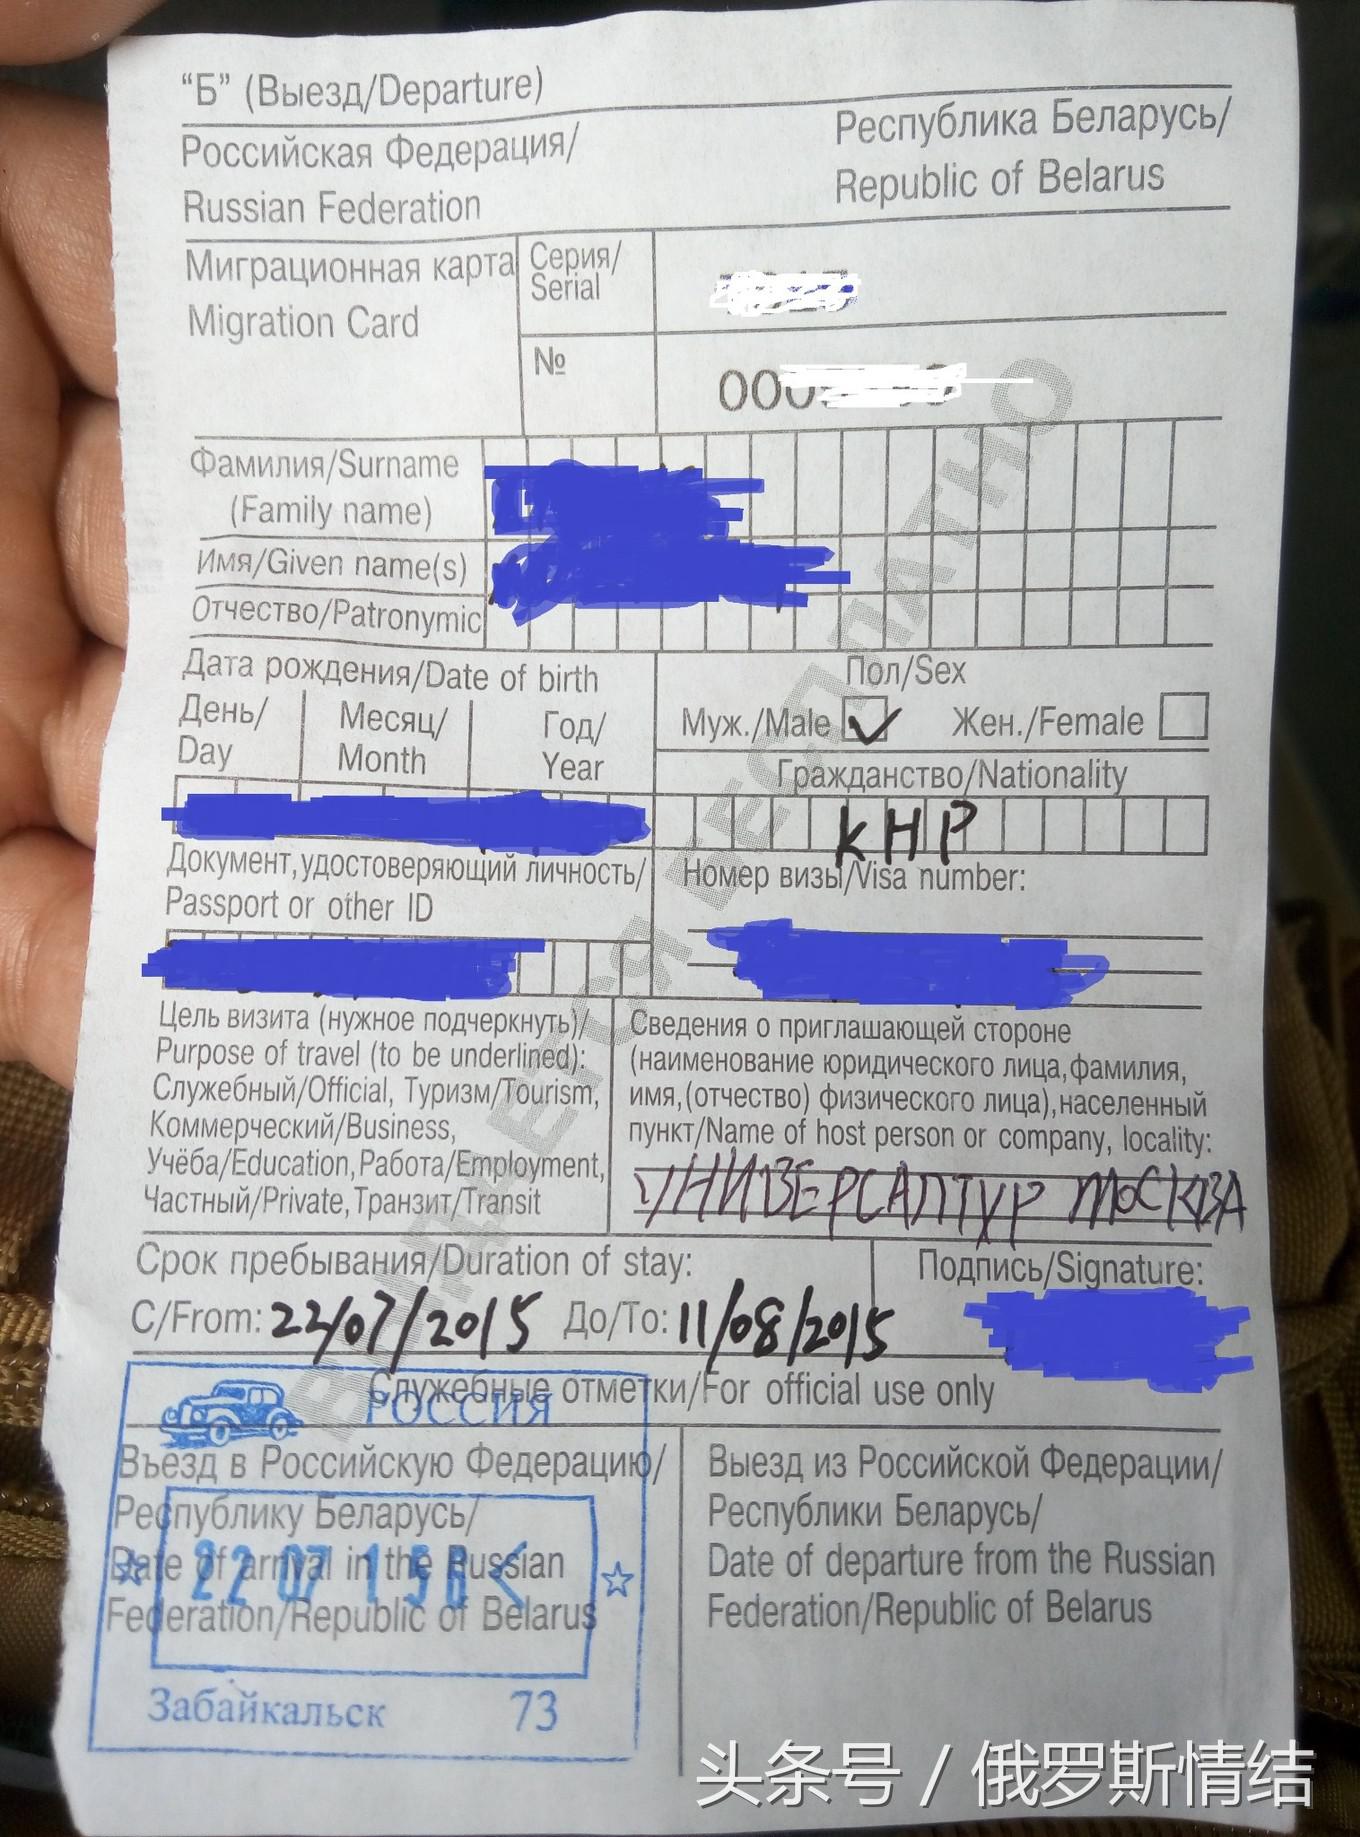 “Б” (Выезд/Departure)
Российская Федерация/
Russian Federation
Республика Беларусь/
Republic of Belarus
Миграционная карта
Migration Card
Серия/
Serial
№
000
Фамилия/Surname
(Family name)
Имя/Given name(s)
Отчество/Patronymic
Дата рождения/Date of birth
День/
Day
Месяц/
Month
Год/
Year
Пол/Sex
Муж./Male
Жен./Female
Гражданство/Nationality
КНР
Документ,удостоверяющий личность/
Passport or other ID
Номер визы/Visa number:
Цель визита (нужное подчеркнуть)/
Purpose of travel (to be underlined):
Служебный/Official, Туризм/Tourism,
Коммерческий/Business,
Учёба/Education,Работа/Employment,
Частный/Private,Транзит/Transit
Сведения о приглашающей стороне
(наименование юридического лица,фамилия,
имя,(отчество) физического лица),населенный
пункт/Name of host person or company, locality:
УНИВЕРСАЛТУР МОСКВА
Срок пребывания/Duration of stay:
С/From: 22/07/2015 До/To: 11/08/2015
Подпись/Signature:
Служебные отметки/For official use only
Въезд в Российскую Федерацию/
Республику Беларусь/
Date of arrival in the Russian
Federation/Republic of Belarus
Выезд из Российской Федерации/
Республики Беларусь/
Date of departure from the Russian
Federation/Republic of Belarus
РОССИЯ
22 07 15
Забайкальск 73
ВЫДАЕТСЯ БЕСПЛАТНО
头条号 / 俄罗斯情结